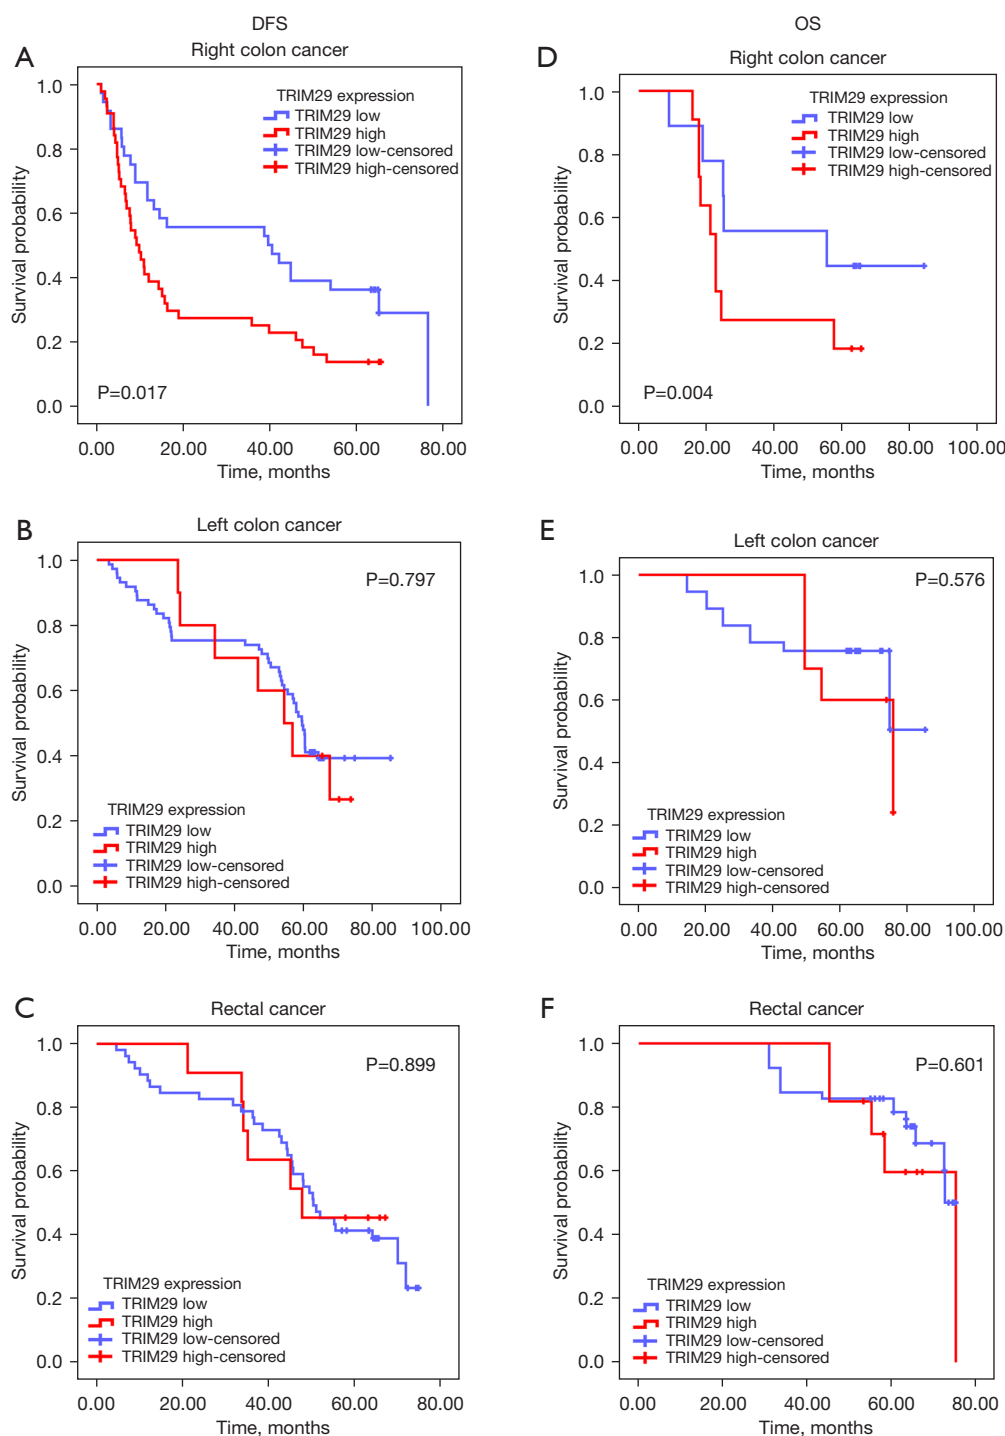 DFS
A
Right colon cancer
Survival probability
1.0
0.8
0.6
0.4
0.2
0.0
TRIM29 expression
TRIM29 low
TRIM29 high
TRIM29 low-censored
TRIM29 high-censored
P=0.017
0.00 20.00 40.00 60.00 80.00
Time, months
OS
D
Right colon cancer
Survival probability
1.0
0.8
0.6
0.4
0.2
0.0
TRIM29 expression
TRIM29 low
TRIM29 high
TRIM29 low-censored
TRIM29 high-censored
P=0.004
0.00 20.00 40.00 60.00 80.00 100.00
Time, months
B
Left colon cancer
Survival probability
1.0
0.8
0.6
0.4
0.2
0.0
P=0.797
TRIM29 expression
TRIM29 low
TRIM29 high
TRIM29 low-censored
TRIM29 high-censored
0.00 20.00 40.00 60.00 80.00 100.00
Time, months
E
Left colon cancer
Survival probability
1.0
0.8
0.6
0.4
0.2
0.0
P=0.576
TRIM29 expression
TRIM29 low
TRIM29 high
TRIM29 low-censored
TRIM29 high-censored
0.00 20.00 40.00 60.00 80.00 100.00
Time, months
C
Rectal cancer
Survival probability
1.0
0.8
0.6
0.4
0.2
0.0
P=0.899
TRIM29 expression
TRIM29 low
TRIM29 high
TRIM29 low-censored
TRIM29 high-censored
0.00 20.00 40.00 60.00 80.00
Time, months
F
Rectal cancer
Survival probability
1.0
0.8
0.6
0.4
0.2
0.0
P=0.601
TRIM29 expression
TRIM29 low
TRIM29 high
TRIM29 low-censored
TRIM29 high-censored
0.00 20.00 40.00 60.00 80.00
Time, months